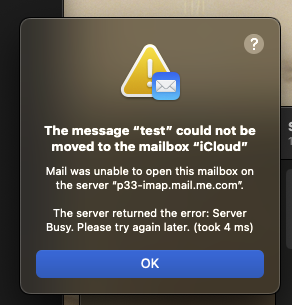 ?
The message “test” could not be
moved to the mailbox “iCloud”
Mail was unable to open this mailbox on
the server “p33-imap.mail.me.com”.
The server returned the error: Server
Busy. Please try again later. (took 4 ms)
OK